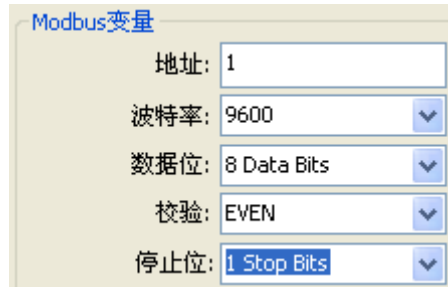 Modbus变量
地址: 1
波特率: 9600
数据位: 8 Data Bits
校验: EVEN
停止位: 1 Stop Bits